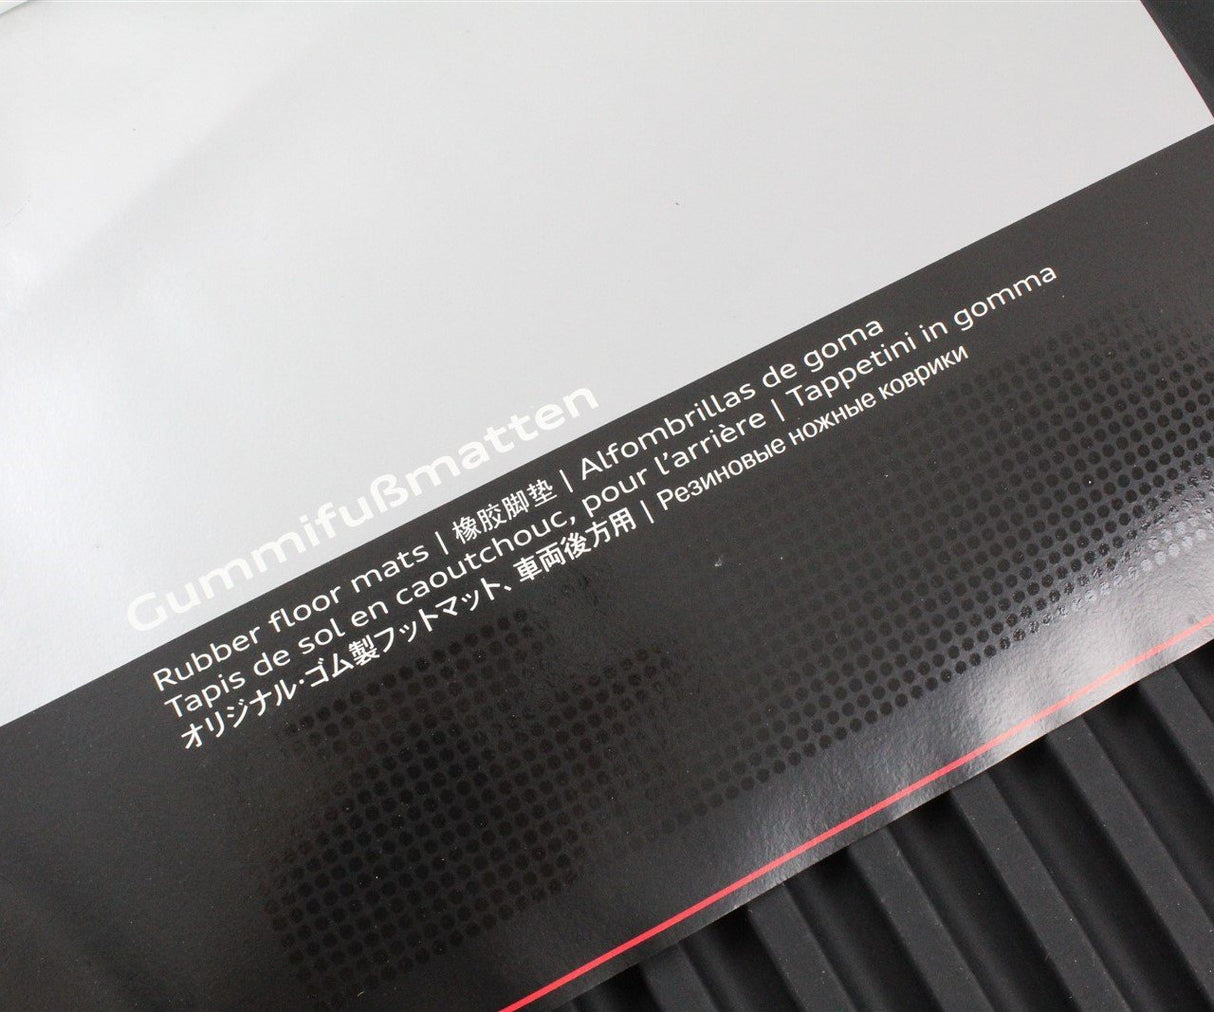 Gummifußmatten
Rubber floor mats | 橡胶脚垫 | Alfombrillas de goma
Tapis de sol en caoutchouc, pour l'arrière | Tappetini in gomma
オリジナル･ゴム製フットマット、車両後方用 | Резиновые ножные коврики